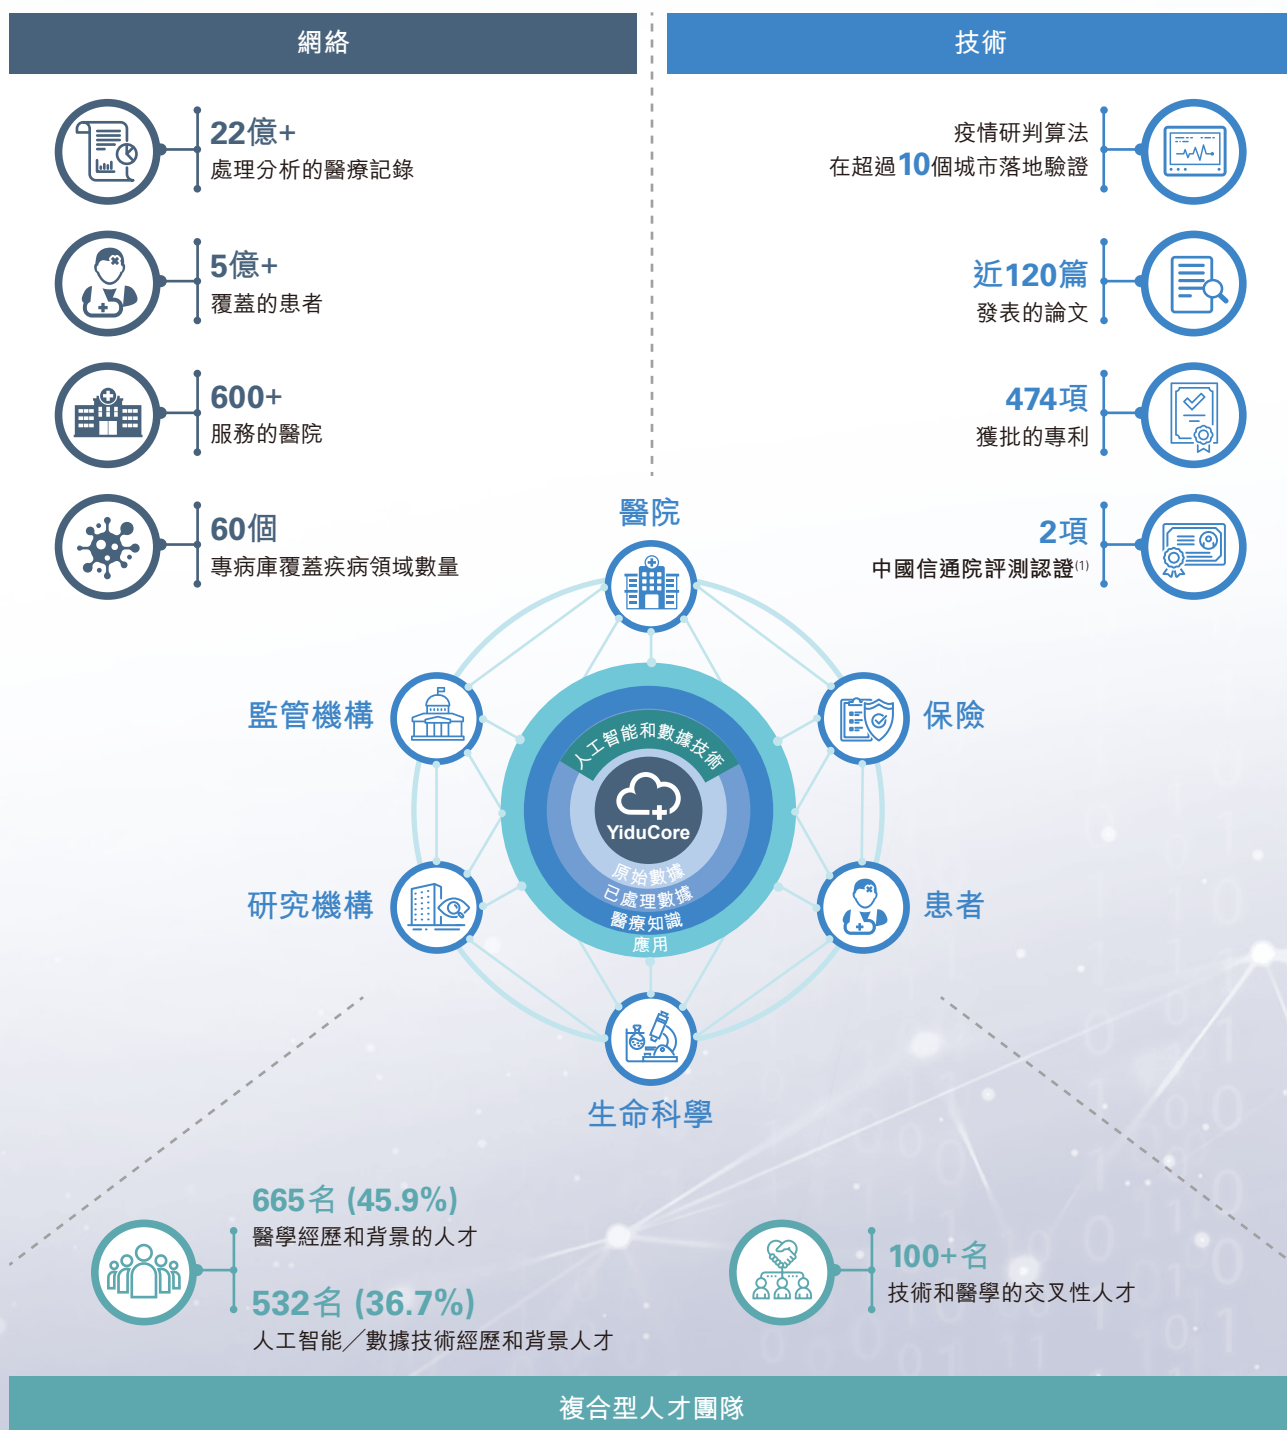 網絡
22億+
處理分析的醫療記錄
5億+
覆蓋的患者
600+
服務的醫院
60個
專病庫覆蓋疾病領域數量
技術
疫情研判算法
在超過10個城市落地驗證
近120篇
發表的論文
474項
獲批的專利
2項
中國信通院評測認證(1)
醫院
監管機構
保險
人工智能和數據技術
YiduCore
原始數據
已處理數據
醫療知識
應用
研究機構
患者
生命科學
665名 (45.9%)
醫學經歷和背景的人才
532名 (36.7%)
人工智能／數據技術經歷和背景人才
100+名
技術和醫學的交叉性人才
複合型人才團隊